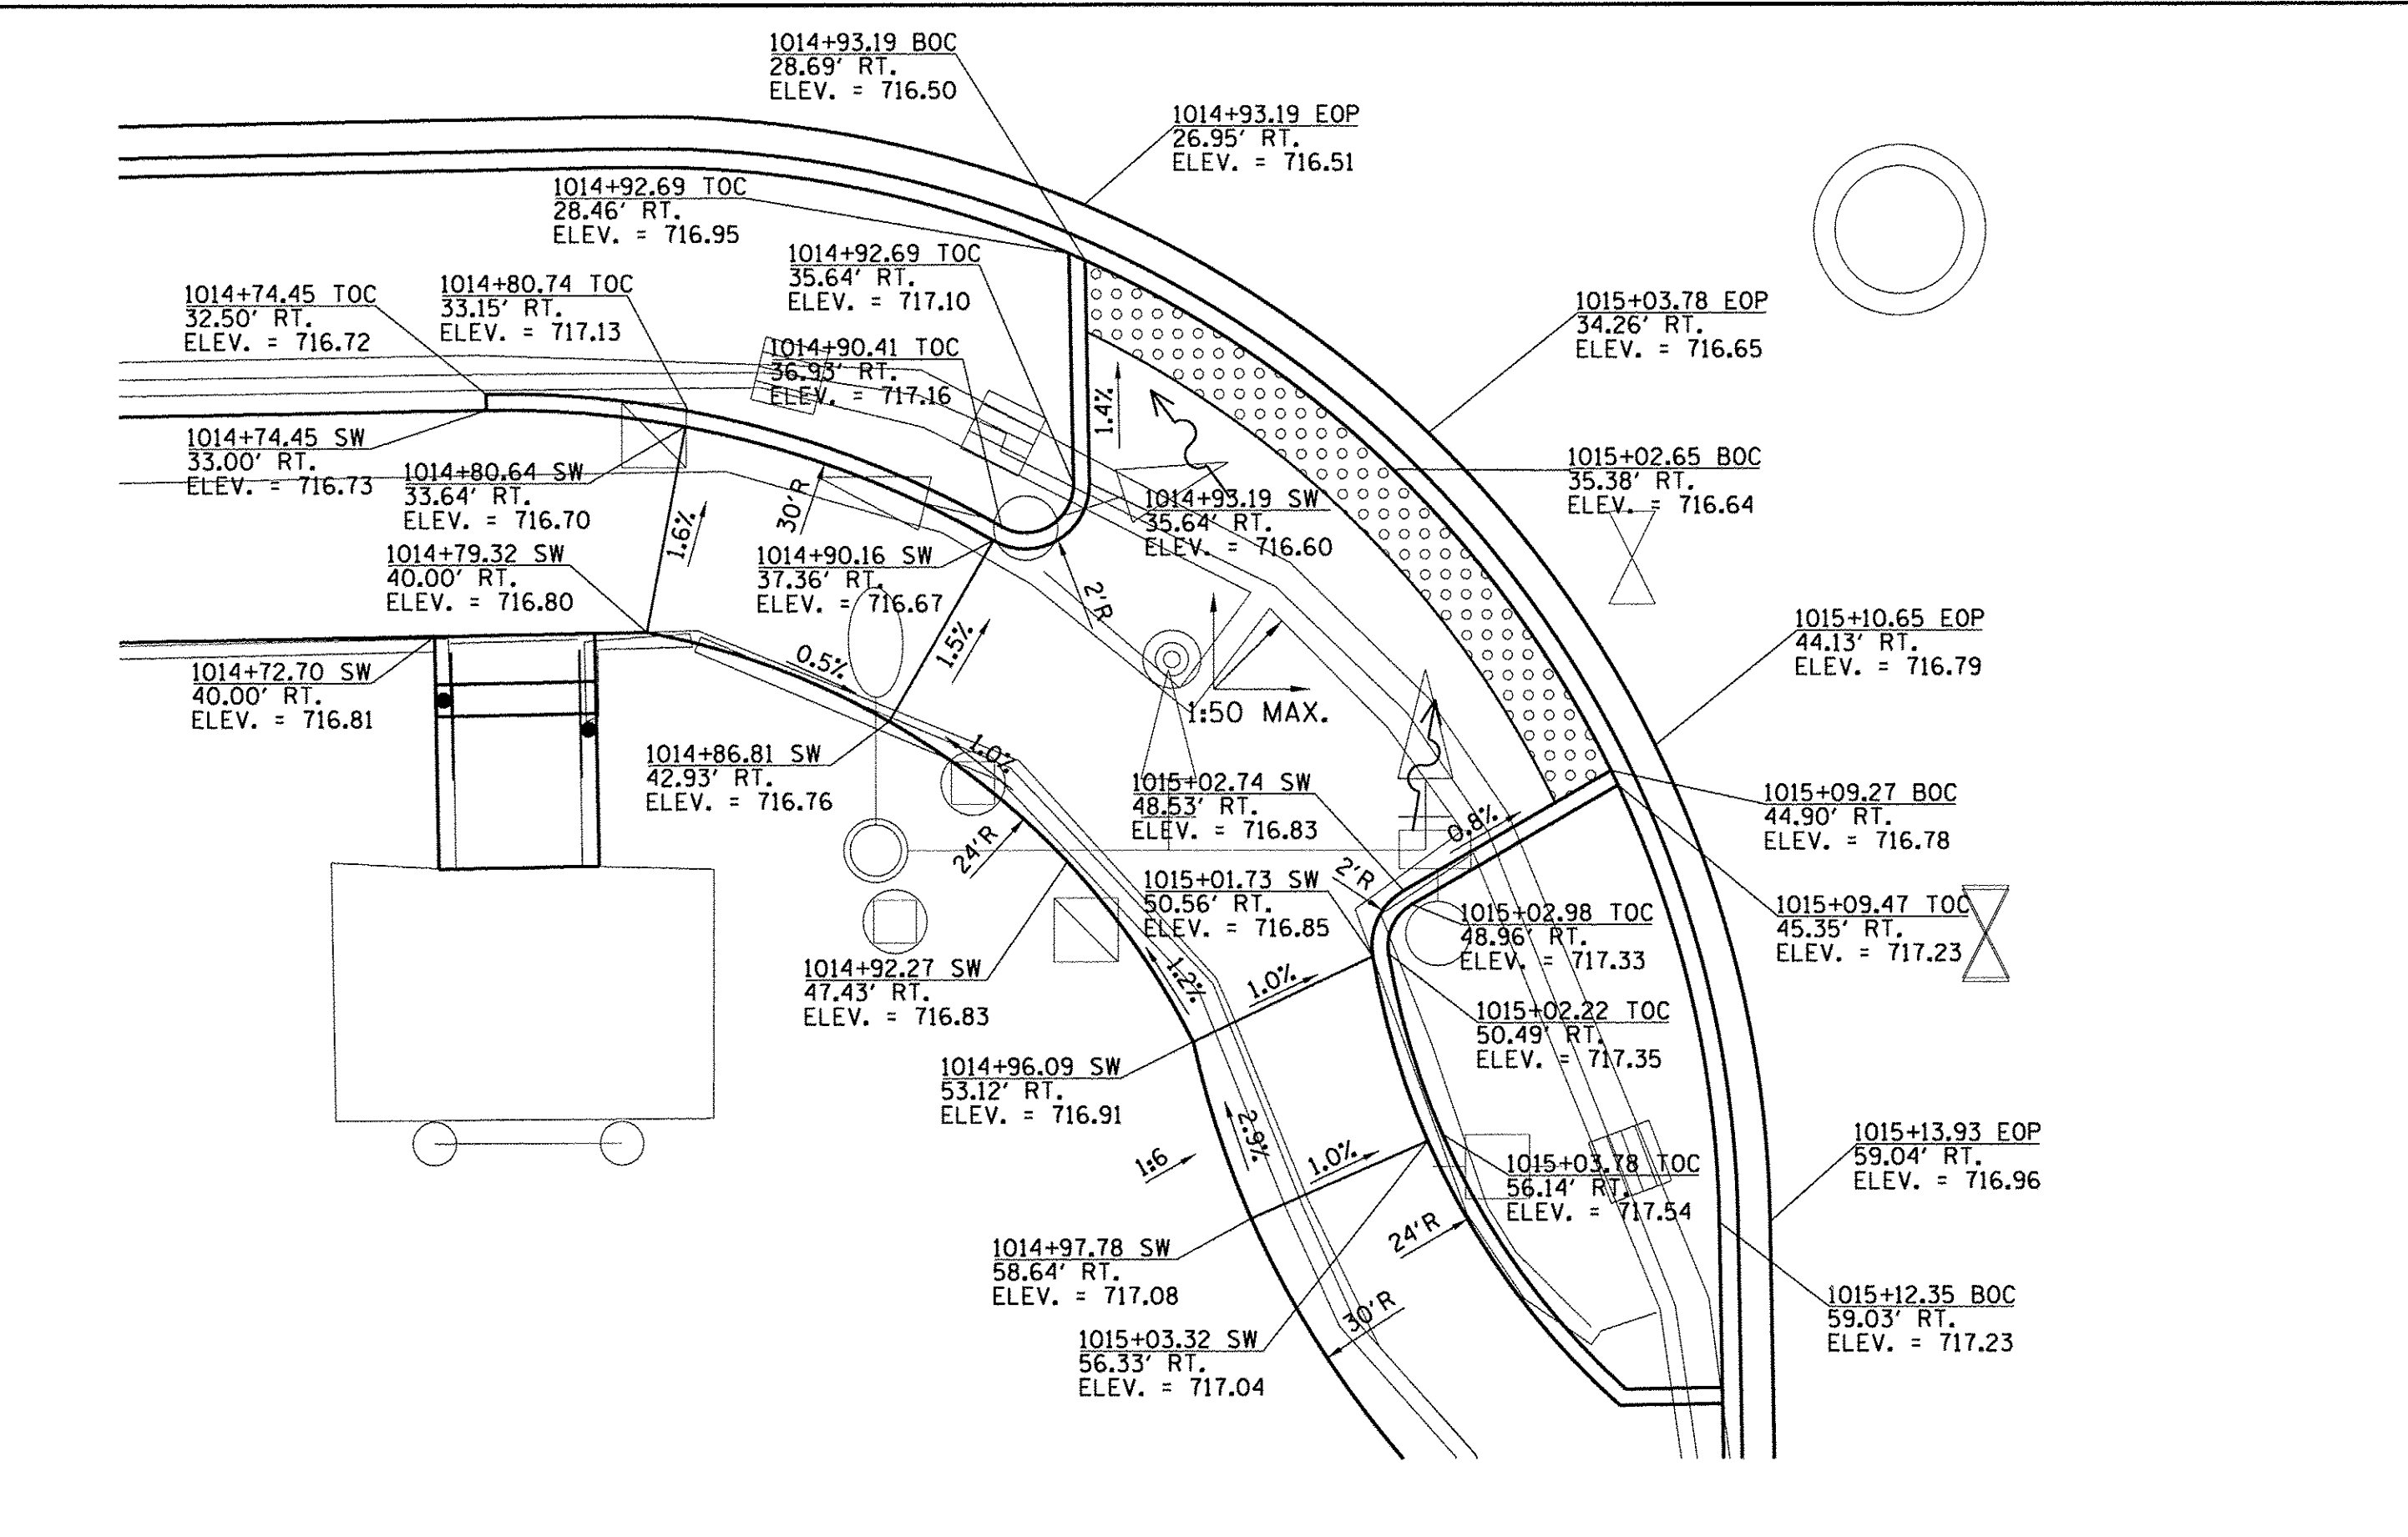 1014+93.19 BOC
28.69' RT.
ELEV. = 716.50
1014+93.19 EOP
26.95' RT.
ELEV. = 716.51
1014+92.69 TOC
28.46' RT.
ELEV. = 716.95
1014+92.69 TOC
35.64' RT.
ELEV. = 717.10
1014+80.74 TOC
33.15' RT.
ELEV. = 717.13
1014+74.45 TOC
32.50' RT.
ELEV. = 716.72
1015+03.78 EOP
34.26' RT.
ELEV. = 716.65
1014+90.41 TOC
36.93' RT.
ELEV. = 717.16
1.4%
1014+74.45 SW
33.00' RT.
ELEV. = 716.73
1014+80.64 SW
33.64' RT.
ELEV. = 716.70
30'R
1015+02.65 BOC
35.38' RT.
ELEV. = 716.64
1014+93.19 SW
35.64' RT.
ELEV. = 716.60
1.6%
1014+79.32 SW
40.00' RT.
ELEV. = 716.80
1014+90.16 SW
37.36' RT.
ELEV. = 716.67
2'R
1015+10.65 EOP
44.13' RT.
ELEV. = 716.79
0.5%
1.5%
1014+72.70 SW
40.00' RT.
ELEV. = 716.81
1:50 MAX.
1014+86.81 SW
42.93' RT.
ELEV. = 716.76
1.0%
1015+02.74 SW
48.53' RT.
ELEV. = 716.83
0.8%
1015+09.27 BOC
44.90' RT.
ELEV. = 716.78
24'R
2'R
1015+01.73 SW
50.56' RT.
ELEV. = 716.85
1015+02.98 TOC
48.96' RT.
ELEV. = 717.33
1015+09.47 TOC
45.35' RT.
ELEV. = 717.23
1014+92.27 SW
47.43' RT.
ELEV. = 716.83
1.2%
1.0%
1015+02.22 TOC
50.49' RT.
ELEV. = 717.35
1014+96.09 SW
53.12' RT.
ELEV. = 716.91
2.9%
1:6
1.0%
1015+03.78 TOC
56.14' RT.
ELEV. = 717.54
1015+13.93 EOP
59.04' RT.
ELEV. = 716.96
24'R
1014+97.78 SW
58.64' RT.
ELEV. = 717.08
30'R
1015+03.32 SW
56.33' RT.
ELEV. = 717.04
1015+12.35 BOC
59.03' RT.
ELEV. = 717.23